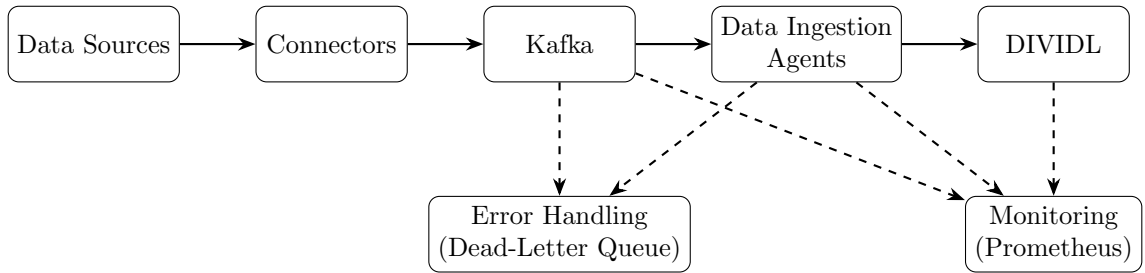 Data Sources
Connectors
Kafka
Data Ingestion
Agents
DIVIDL
Error Handling
(Dead-Letter Queue)
Monitoring
(Prometheus)